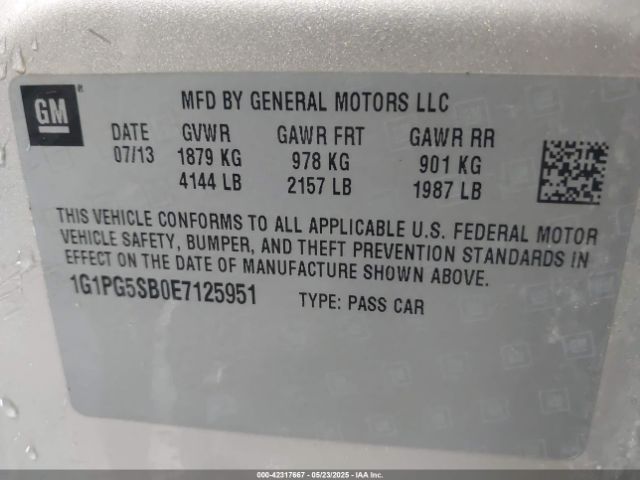 GM
MFD BY GENERAL MOTORS LLC
DATE GVWR GAWR FRT GAWR RR
07/13 1879 KG 978 KG 901 KG
4144 LB 2157 LB 1987 LB
THIS VEHICLE CONFORMS TO ALL APPLICABLE U.S. FEDERAL MOTOR
VEHICLE SAFETY, BUMPER, AND THEFT PREVENTION STANDARDS IN
EFFECT ON THE DATE OF MANUFACTURE SHOWN ABOVE.
1G1PG5SB0E7125951 TYPE: PASS CAR
000-42317667 - 05/23/2025 - IAA Inc.